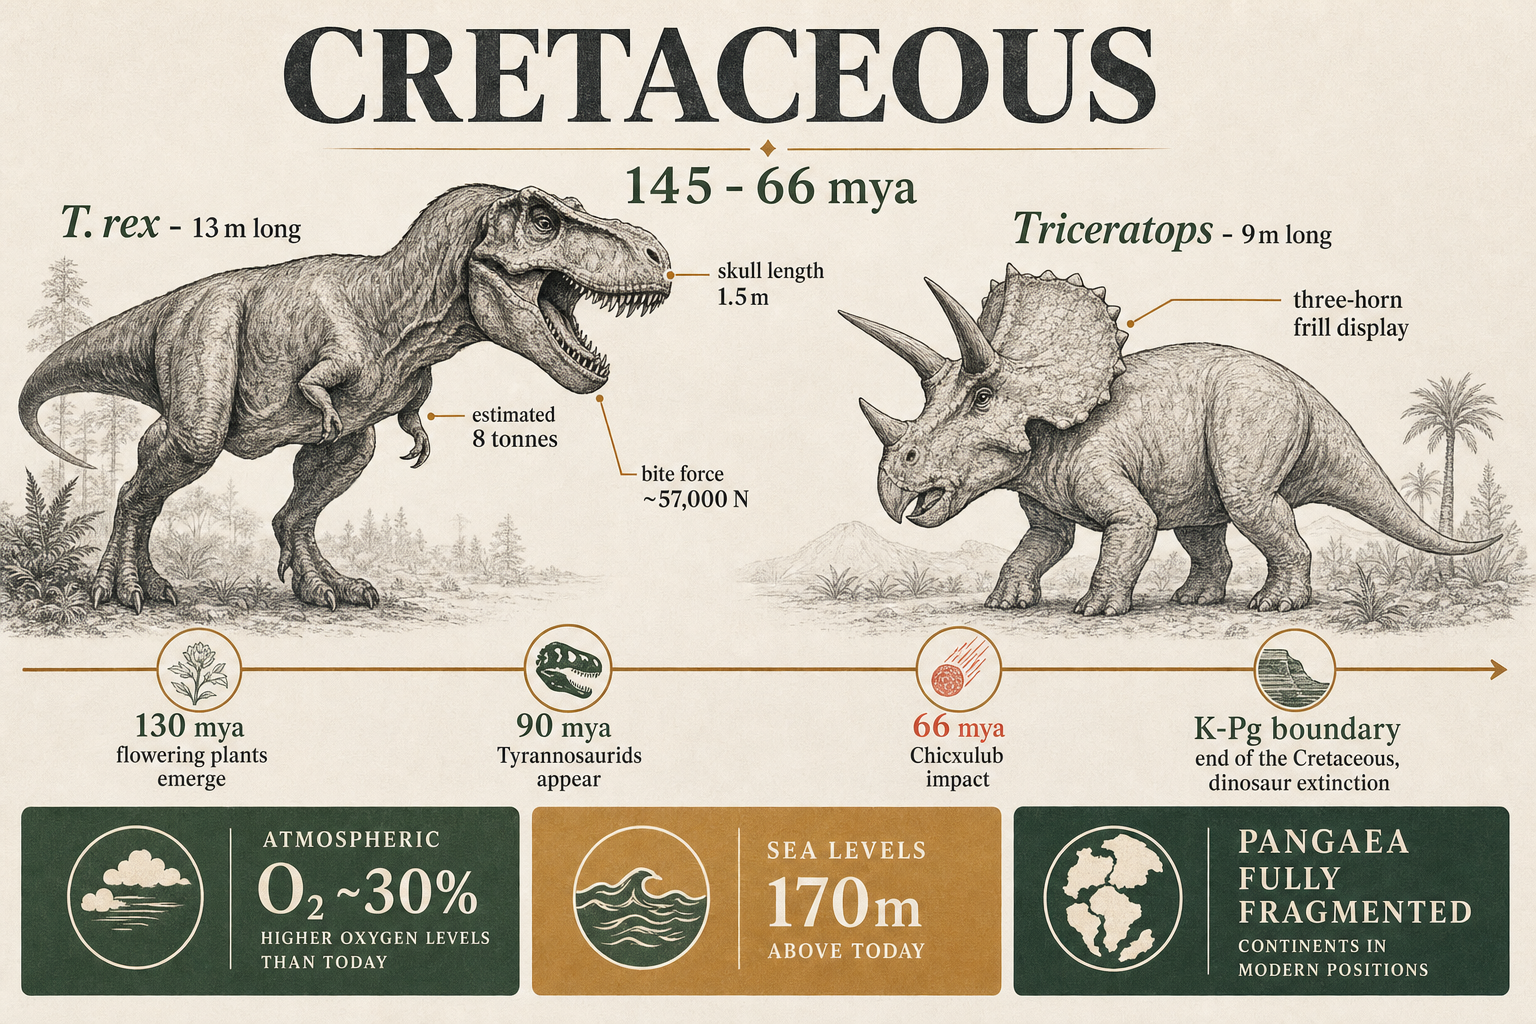 CRETACEOUS
145 - 66 mya
T. rex - 13 m long
Triceratops - 9 m long
skull length
1.5 m
three-horn
frill display
estimated
8 tonnes
bite force
~57,000 N
130 mya
flowering plants
emerge
90 mya
Tyrannosaurids
appear
66 mya
Chicxulub
impact
K-Pg boundary
end of the Cretaceous,
dinosaur extinction
ATMOSPHERIC
O₂ ~30%
HIGHER OXYGEN LEVELS
THAN TODAY
SEA LEVELS
170m
ABOVE TODAY
PANGAEA
FULLY
FRAGMENTED
CONTINENTS IN
MODERN POSITIONS